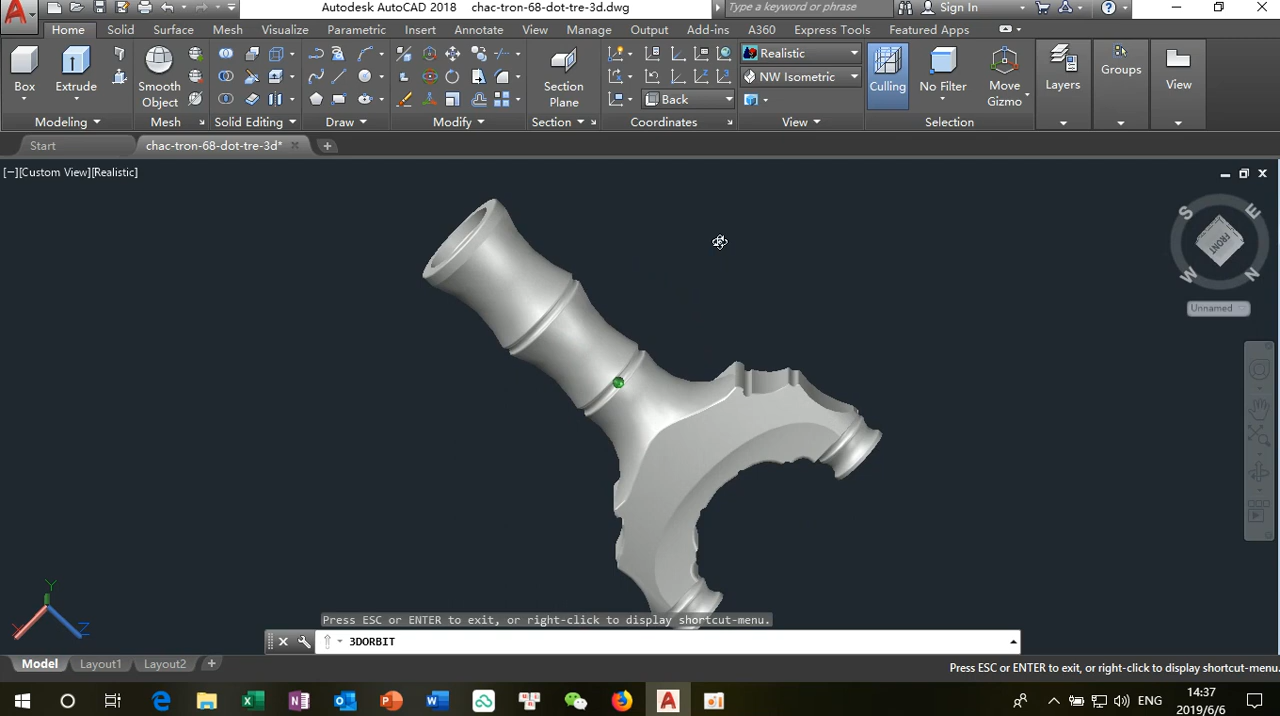 Autodesk AutoCAD 2018 chac-tron-68-dot-tre-3d.dwg
Type a keyword or phrase
Sign In
Home Solid Surface Mesh Visualize Parametric Insert Annotate View Manage Output Add-ins A360 Express Tools Featured Apps
Box
Extrude
Smooth
Object
Section
Plane
Back
Realistic
NW Isometric
Culling
No Filter
Move
Gizmo
Layers
Groups
View
Modeling
Mesh
Solid Editing
Draw
Modify
Section
Coordinates
View
Selection
Start
chac-tron-68-dot-tre-3d*
[−][Custom View][Realistic]
S
E
FRONT
W
N
Unnamed
Y
X
Z
Press ESC or ENTER to exit, or right-click to display shortcut-menu.
3DORBIT
Model Layout1 Layout2
Press ESC or ENTER to exit, or right-click to display shortcut-menu.
ENG
14:37
2019/6/6